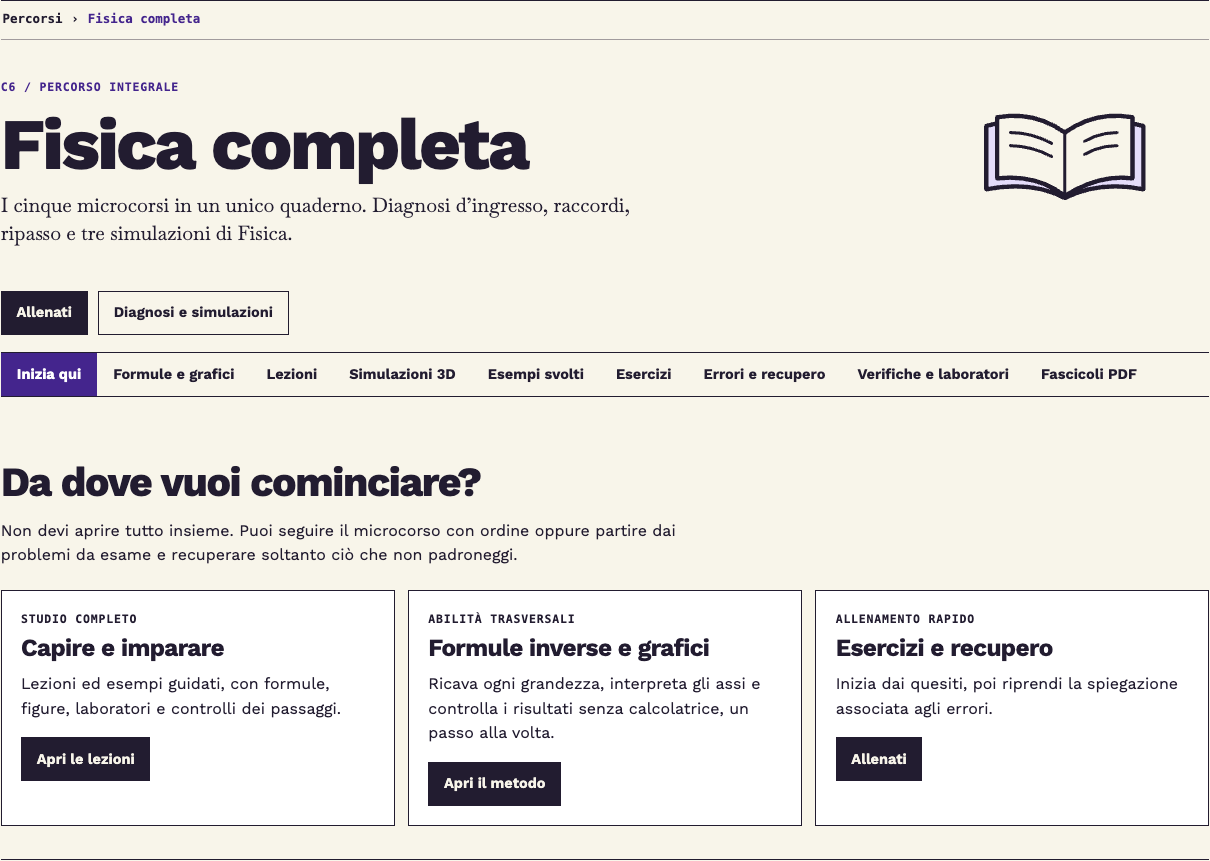 Percorsi › Fisica completa
C6 / PERCORSO INTEGRALE
Fisica completa
I cinque microcorsi in un unico quaderno. Diagnosi d’ingresso, raccordi,
ripasso e tre simulazioni di Fisica.
Allenati
Diagnosi e simulazioni
Inizia qui
Formule e grafici
Lezioni
Simulazioni 3D
Esempi svolti
Esercizi
Errori e recupero
Verifiche e laboratori
Fascicoli PDF
Da dove vuoi cominciare?
Non devi aprire tutto insieme. Puoi seguire il microcorso con ordine oppure partire dai
problemi da esame e recuperare soltanto ciò che non padroneggi.
STUDIO COMPLETO
Capire e imparare
Lezioni ed esempi guidati, con formule,
figure, laboratori e controlli dei passaggi.
Apri le lezioni
ABILITÀ TRASVERSALI
Formule inverse e grafici
Ricava ogni grandezza, interpreta gli assi e
controlla i risultati senza calcolatrice, un
passo alla volta.
Apri il metodo
ALLENAMENTO RAPIDO
Esercizi e recupero
Inizia dai quesiti, poi riprendi la spiegazione
associata agli errori.
Allenati